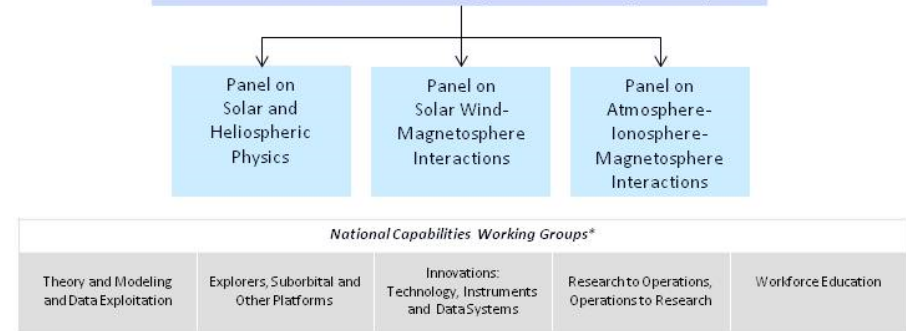 Panel on
Solar and
Heliospheric
Physics
Panel on
Solar Wind-
Magnetosphere
Interactions
Panel on
Atmosphere-
Ionosphere-
Magnetosphere
Interactions
National Capabilities Working Groups*
Theory and Modeling
and Data Exploitation
Explorers, Suborbital and
Other Platforms
Innovations:
Technology, Instruments
and Data Systems
Research to Operations,
Operations to Research
Workforce Education